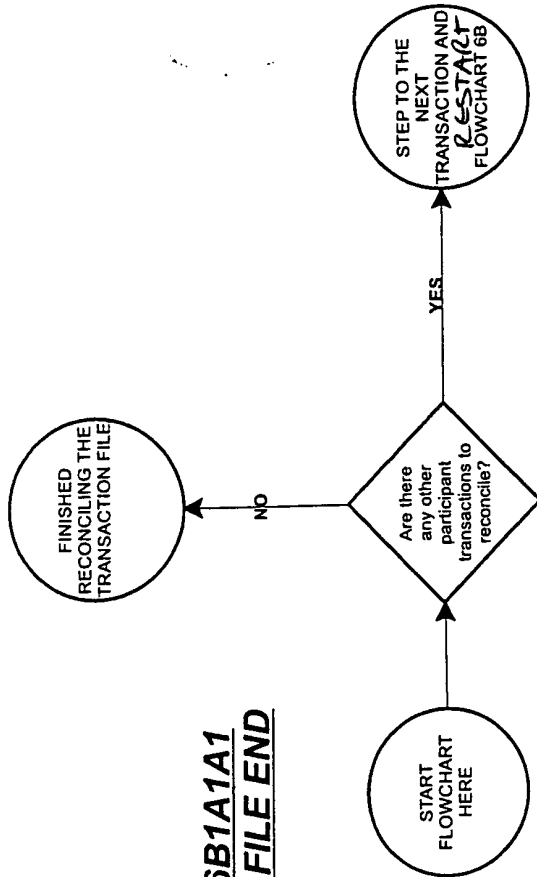 6B1A1A1
FILE END
START
FLOWCHART
HERE
Are there
any other
participant
transactions to
reconcile?
NO
FINISHED
RECONCILING THE
TRANSACTION FILE
YES
STEP TO THE
NEXT
TRANSACTION AND
RESTART
FLOWCHART 6B